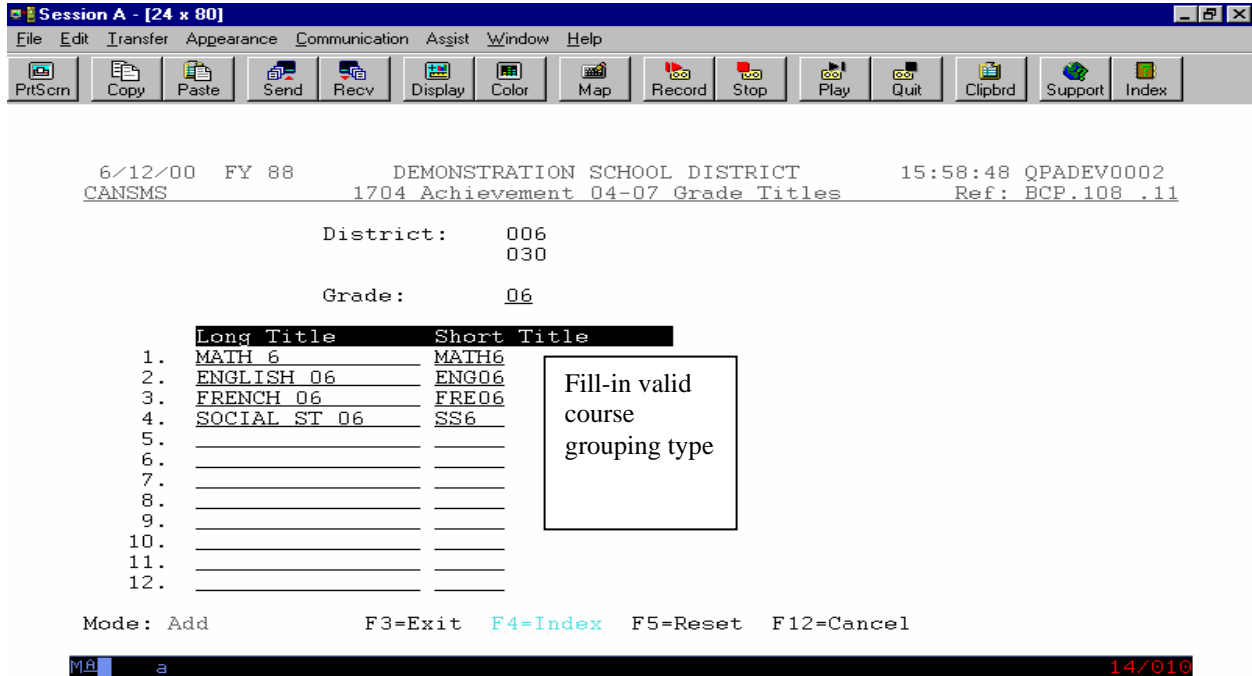 Session A - [24 x 80]
File Edit Transfer Appearance Communication Assist Window Help
PrtScrn Copy Paste Send Recv Display Color Map Record Stop Play Quit Clipbrd Support Index
6/12/00 FY 88 DEMONSTRATION SCHOOL DISTRICT 15:58:48 QPADEV0002
CANSMS 1704 Achievement 04-07 Grade Titles Ref: BCP.108 .11
District: 006
030
Grade: 06
Long Title Short Title
1. MATH 6 MATH6
2. ENGLISH 06 ENG06
3. FRENCH 06 FRE06
4. SOCIAL ST 06 SS6
5.
6.
7.
8.
9.
10.
11.
12.
Fill-in valid
course
grouping type
Mode: Add F3=Exit F4=Index F5=Reset F12=Cancel
MA a 14/010